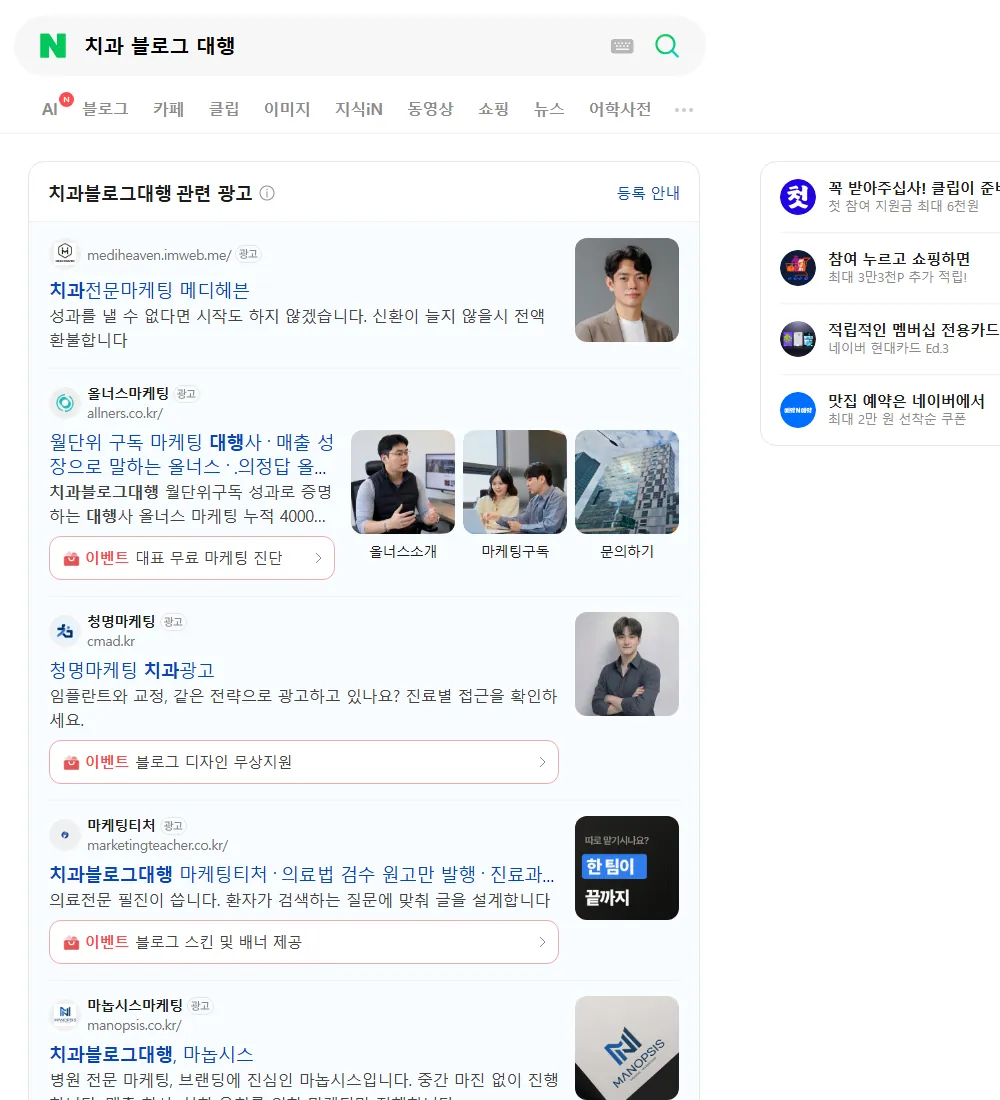 치과 블로그 대행
AI N 블로그 카페 클립 이미지 지식iN 동영상 쇼핑 뉴스 어학사전
치과블로그대행 관련 광고 등록 안내
mediheaven.imweb.me/ 광고
치과전문마케팅 메디헤븐
성과를 낼 수 없다면 시작도 하지 않겠습니다. 신환이 늘지 않을시 전액
환불합니다
올너스마케팅 광고
allners.co.kr/
월단위 구독 마케팅 대행사 · 매출 성
장으로 말하는 올너스 · .의정답 올...
치과블로그대행 월단위구독 성과로 증명
하는 대행사 올너스 마케팅 누적 4000...
이벤트 대표 무료 마케팅 진단
올너스소개 마케팅구독 문의하기
청명마케팅 광고
cmad.kr
청명마케팅 치과광고
임플란트와 교정, 같은 전략으로 광고하고 있나요? 진료별 접근을 확인하
세요.
이벤트 블로그 디자인 무상지원
마케팅티처 광고
marketingteacher.co.kr/
치과블로그대행 마케팅티처 · 의료법 검수 원고만 발행 · 진료과...
의료전문 필진이 씁니다. 환자가 검색하는 질문에 맞춰 글을 설계합니다
이벤트 블로그 스킨 및 배너 제공
따로 맡기시나요?
한 팀이
끝까지
마놉시스마케팅 광고
manopsis.co.kr/
치과블로그대행, 마놉시스
병원 전문 마케팅, 브랜딩에 진심인 마놉시스입니다. 중간 마진 없이 진행
MANOPSIS
첫
꼭 받아주십사! 클립이 준비
첫 참여 지원금 최대 6천원
참여 누르고 쇼핑하면
최대 3만3천P 추가 적립!
적립적인 멤버십 전용카드
네이버 현대카드 Ed.3
맛집 예약은 네이버에서
최대 2만 원 선착순 쿠폰